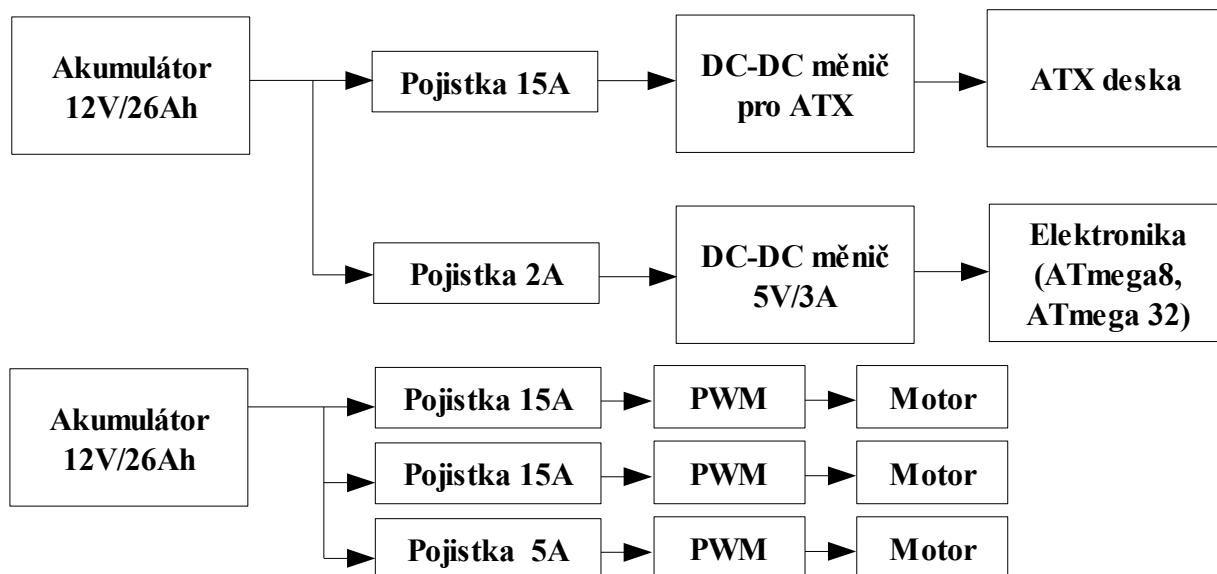 Akumulátor
12V/26Ah
Pojistka 15A
DC-DC měnič
pro ATX
ATX deska
Pojistka 2A
DC-DC měnič
5V/3A
Elektronika
(ATmega8,
ATmega 32)
Akumulátor
12V/26Ah
Pojistka 15A
PWM
Motor
Pojistka 15A
PWM
Motor
Pojistka 5A
PWM
Motor